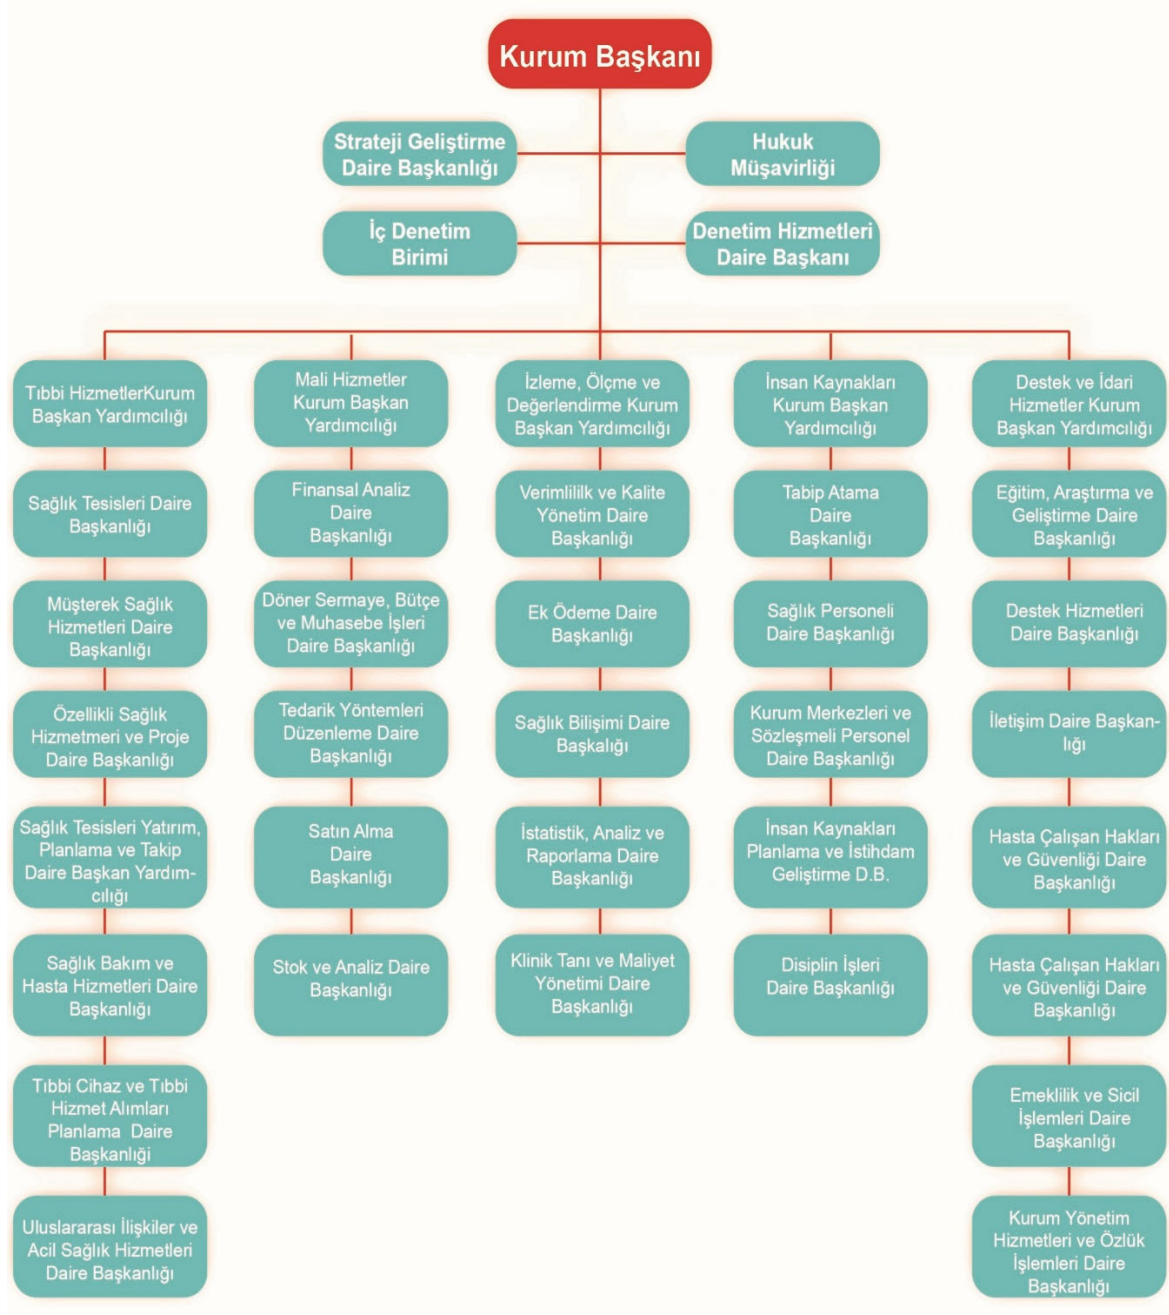 Kurum Başkanı
Strateji Geliştirme
Daire Başkanlığı
Hukuk
Müşavirliği
İç Denetim
Birimi
Denetim Hizmetleri
Daire Başkanı
Tıbbi HizmetlerKurum
Başkan Yardımcılığı
Sağlık Tesisleri Daire
Başkanlığı
Müşterek Sağlık
Hizmetleri Daire
Başkanlığı
Özellikli Sağlık
Hizmetmeri ve Proje
Daire Başkanlığı
Sağlık Tesisleri Yatırım,
Planlama ve Takip
Daire Başkan Yardım-
cılığı
Sağlık Bakım ve
Hasta Hizmetleri Daire
Başkanlığı
Tıbbi Cihaz ve Tıbbi
Hizmet Alımları
Planlama Daire
Başkanlıği
Uluslararası İlişkiler ve
Acil Sağlık Hizmetleri
Daire Başkanlığı
Mali Hizmetler
Kurum Başkan
Yardımcılığı
Finansal Analiz
Daire
Başkanlığı
Döner Sermaye, Bütçe
ve Muhasebe İşleri
Daire Başkanlığı
Tedarik Yöntemleri
Düzenleme Daire
Başkanlığı
Satın Alma
Daire
Başkanlığı
Stok ve Analiz Daire
Başkanlığı
İzleme, Ölçme ve
Değerlendirme Kurum
Başkan Yardımcılığı
Verimlililk ve Kalite
Yönetim Daire
Başkanlığı
Ek Ödeme Daire
Başkanlığı
Sağlık Bilişimi Daire
Başkalığı
İstatistik, Analiz ve
Raporlama Daire
Başkanlığı
Klinik Tanı ve Maliyet
Yönetimi Daire
Başkanlığı
İnsan Kaynakları
Kurum Başkan
Yardımcılığı
Tabip Atama
Daire
Başkanlığı
Sağlık Personeli
Daire Başkanlığı
Kurum Merkezleri ve
Sözleşmeli Personel
Daire Başkanlığı
İnsan Kaynakları
Planlama ve İstihdam
Geliştirme D.B.
Disiplin İşleri
Daire Başkanlığı
Destek ve İdari
Hizmetler Kurum
Başkan Yardımcılığı
Eğitim, Araştırma ve
Geliştirme Daire
Başkanlığı
Destek Hizmetleri
Daire Başkanlığı
İletişim Daire Başkan-
lığı
Hasta Çalışan Hakları
ve Güvenliği Daire
Başkanlığı
Hasta Çalışan Hakları
ve Güvenliği Daire
Başkanlığı
Emeklilik ve Sicil
İşlemleri Daire
Başkanlığı
Kurum Yönetim
Hizmetleri ve Özlük
İşlemleri Daire
Başkanlığı